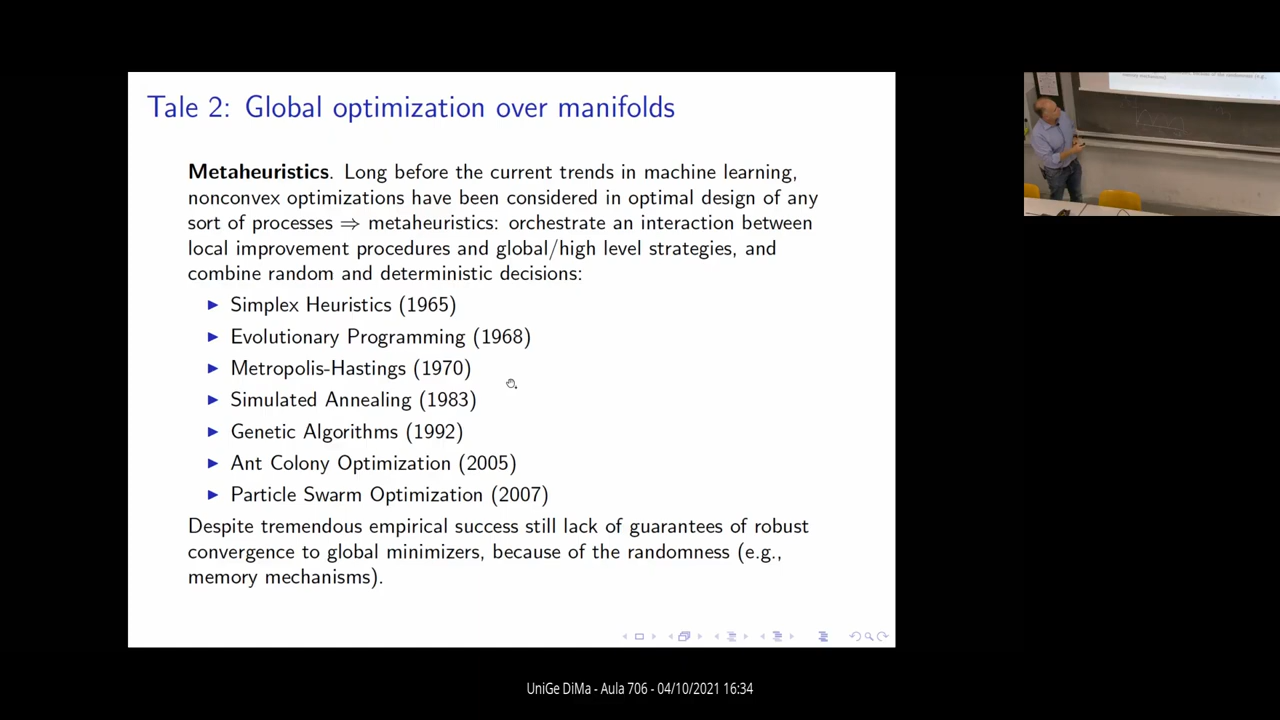 Tale 2: Global optimization over manifolds
Metaheuristics. Long before the current trends in machine learning,
nonconvex optimizations have been considered in optimal design of any
sort of processes ⇒ metaheuristics: orchestrate an interaction between
local improvement procedures and global/high level strategies, and
combine random and deterministic decisions:
▶ Simplex Heuristics (1965)
▶ Evolutionary Programming (1968)
▶ Metropolis-Hastings (1970)
▶ Simulated Annealing (1983)
▶ Genetic Algorithms (1992)
▶ Ant Colony Optimization (2005)
▶ Particle Swarm Optimization (2007)
Despite tremendous empirical success still lack of guarantees of robust
convergence to global minimizers, because of the randomness (e.g.,
memory mechanisms).
UniGe DiMa - Aula 706 - 04/10/2021 16:34